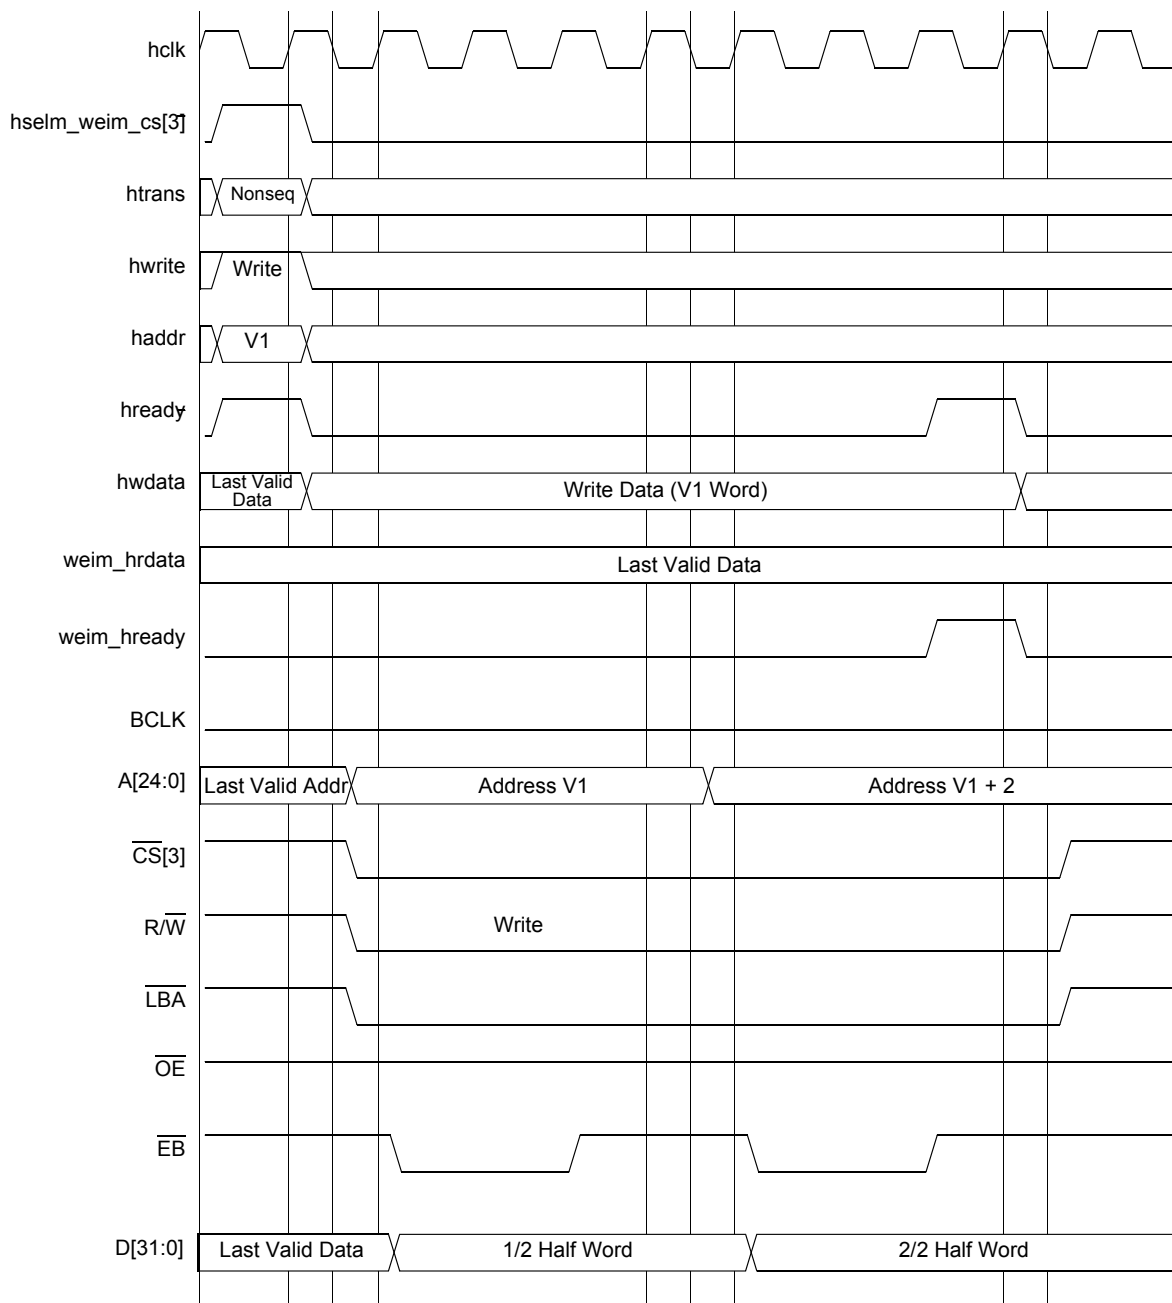 hclk
hselm_weim_cs[3]
htrans
Nonseq
hwrite
Write
haddr
V1
hready
hwdata
Last Valid
Data
Write Data (V1 Word)
weim_hrdata
Last Valid Data
weim_hready
BCLK
A[24:0]
Last Valid Addr
Address V1
Address V1 + 2
CS[3]
R/W
Write
LBA
OE
EB
D[31:0]
Last Valid Data
1/2 Half Word
2/2 Half Word